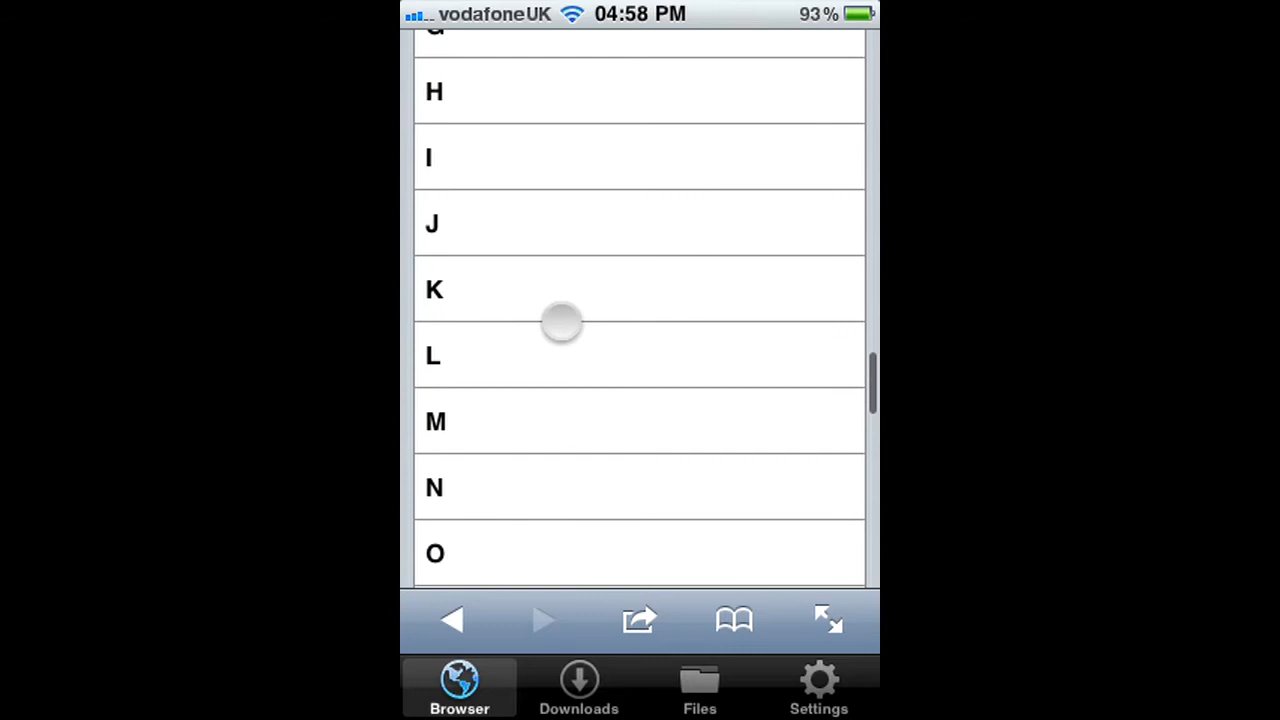 vodafoneUK 04:58 PM 93%
G
H
I
J
K
L
M
N
O
Browser Downloads Files Settings